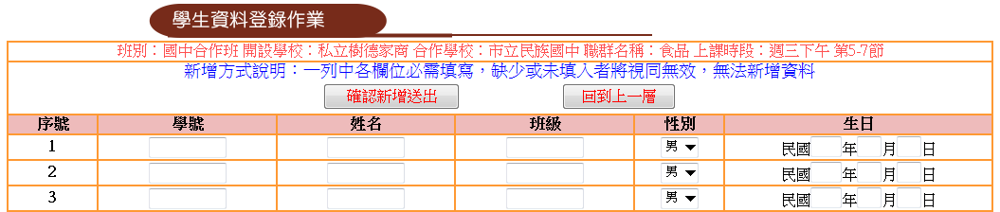 學生資料登錄作業
班別：國中合作班 開設學校：私立樹德家商 合作學校：市立民族國中 職群名稱：食品 上課時段：週三下午 第5-7節
新增方式說明：一列中各欄位必需填寫，缺少或未填入者將視同無效，無法新增資料
確認新增送出 回到上一層
序號 學號 姓名 班級 性別 生日
1 男 民國 年 月 日
2 男 民國 年 月 日
3 男 民國 年 月 日